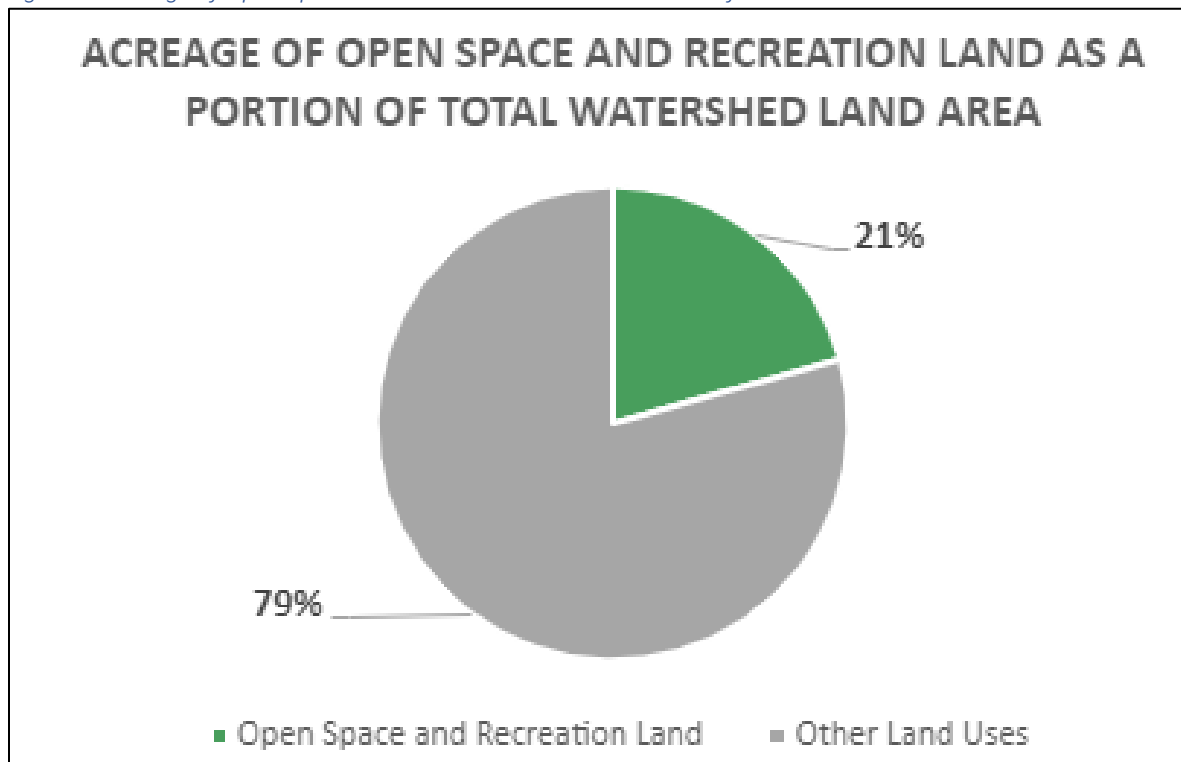 ACREAGE OF OPEN SPACE AND RECREATION LAND AS A
PORTION OF TOTAL WATERSHED LAND AREA
21%
79%
Open Space and Recreation Land Other Land Uses